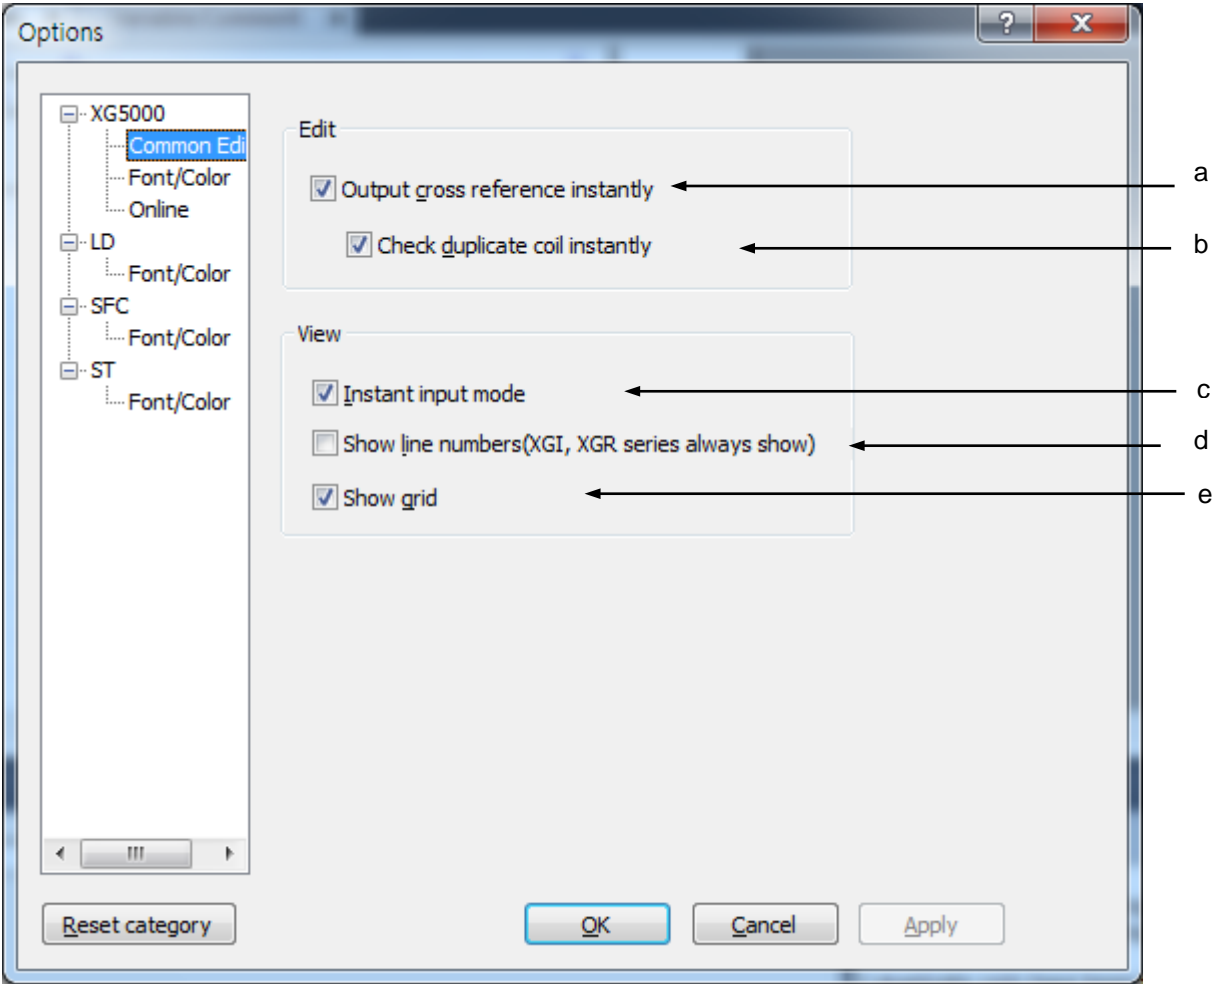 Options
?
XG5000
Common Edi
Font/Color
Online
LD
Font/Color
SFC
Font/Color
ST
Font/Color
Edit
Output cross reference instantly
a
Check duplicate coil instantly
b
View
Instant input mode
c
Show line numbers(XGI, XGR series always show)
d
Show grid
e
Reset category
OK
Cancel
Apply